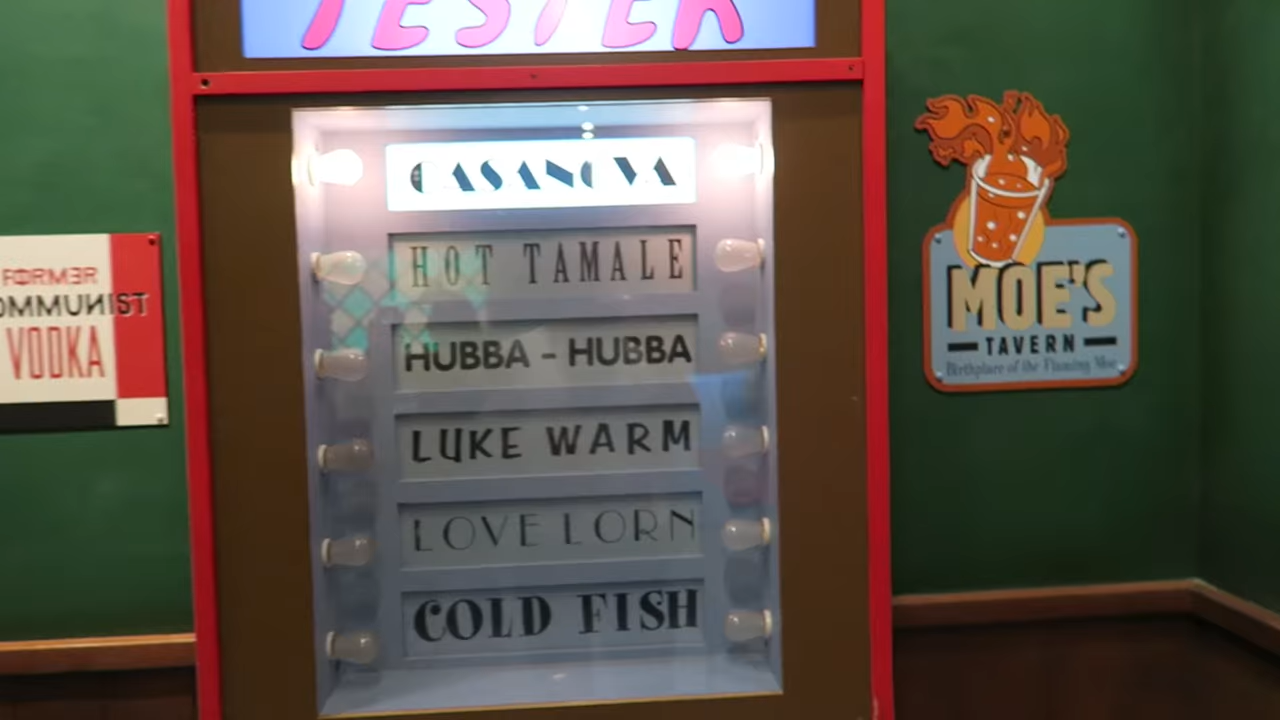 TESTER
CASANOVA
HOT TAMALE
HUBBA - HUBBA
LUKE WARM
LOVE LORN
COLD FISH
FORMER
OMMUNIST
VODKA
MOE'S
TAVERN
Birthplace of the Flaming Moe